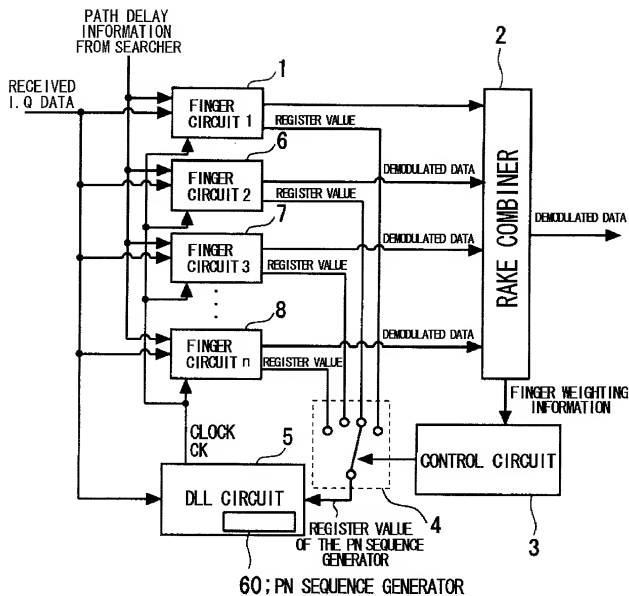 PATH DELAY
INFORMATION
FROM SEARCHER
RECEIVED
I.Q DATA
1
2
FINGER
CIRCUIT 1
REGISTER VALUE
6
FINGER
CIRCUIT 2
DEMODULATED DATA
REGISTER VALUE
7
FINGER
CIRCUIT 3
DEMODULATED DATA
REGISTER VALUE
8
FINGER
CIRCUIT n
DEMODULATED DATA
REGISTER VALUE
RAKE COMBINER
DEMODULATED DATA
FINGER WEIGHTING
INFORMATION
CLOCK
CK
5
DLL CIRCUIT
CONTROL CIRCUIT
4
3
REGISTER VALUE
OF THE PN SEQUENCE
GENERATOR
60;PN SEQUENCE GENERATOR